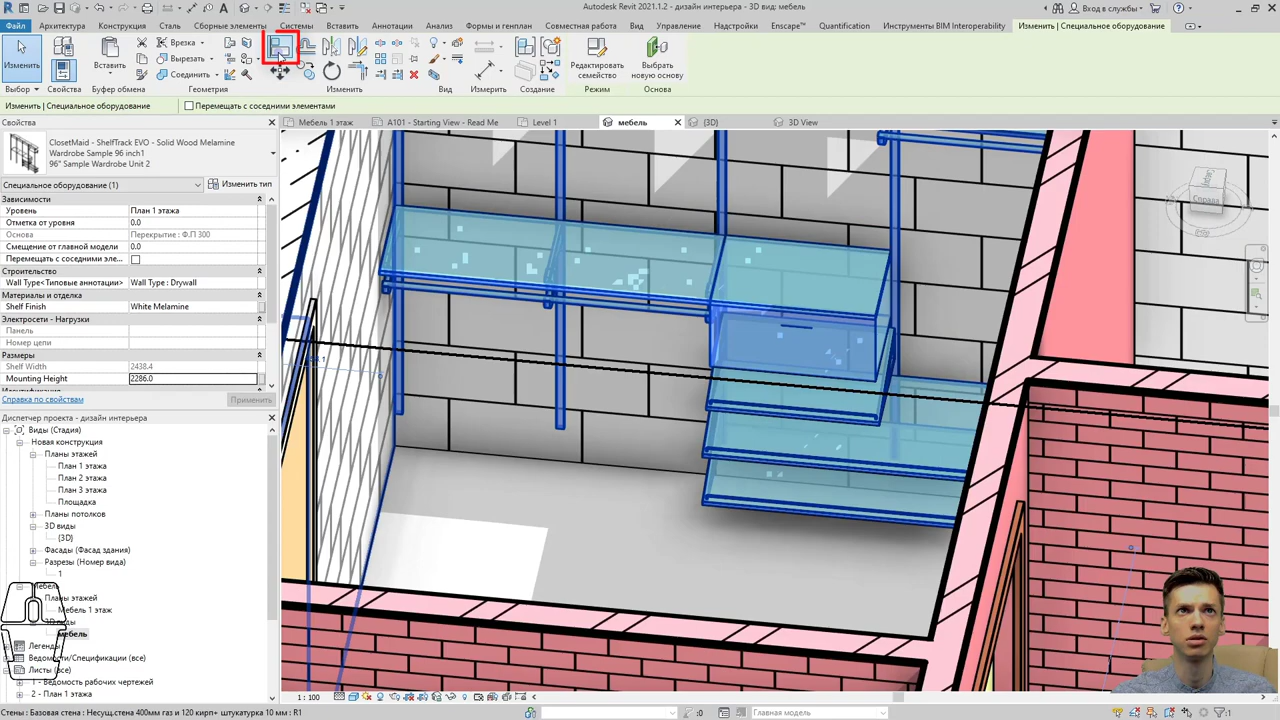 Autodesk Revit 2021.1.2 - дизайн интерьера - 3D вид: мебель
Вход в службы
Файл Архитектура Конструкция Сталь Сборные элементы Системы Вставить Аннотации Анализ Формы и генплан Совместная работа Вид Управление Надстройки Enscape™ Quantification Инструменты BIM Interoperability Изменить | Специальное оборудование
Врезка
Вырезать
Соединить
Изменить Вставить Редактировать семейство Выбрать новую основу
Выбор Свойства Буфер обмена Геометрия Изменить Вид Измерить Создание Режим Основа
Изменить | Специальное оборудование Перемещать с соседними элементами
Свойства
Мебель 1 этаж A101 - Starting View - Read Me Level 1 мебель {3D} 3D View
ClosetMaid - ShelfTrack EVO - Solid Wood Melamine
Wardrobe Sample 96 inch1
96" Sample Wardrobe Unit 2
Специальное оборудование (1) Изменить тип
Зависимости
Уровень План 1 этажа
Отметка от уровня 0.0
Основа Перекрытие : Ф.П 300
Смещение от главной модели 0.0
Перемещать с соседними эле...
Строительство
Wall Type<Типовые аннотации> Wall Type : Drywall
Материалы и отделка
Shelf Finish White Melamine
Электросети - Нагрузки
Панель
Номер цепи
Размеры
Shelf Width 2438.4
Mounting Height 2286.0
Справка по свойствам Применить
Диспетчер проекта - дизайн интерьера
Виды (Стадия)
Новая конструкция
Планы этажей
План 1 этажа
План 2 этажа
План 3 этажа
Площадка
Планы потолков
3D виды
{3D}
Фасады (Фасад здания)
Разрезы (Номер вида)
1
Планы этажей
Мебель 1 этаж
мебель
Легенды
Ведомости/Спецификации (все)
Листы (все)
1 - Ведомость рабочих чертежей
2 - План 1 этажа
Справа
1 : 100
Стены : Базовая стена : Несущ.стена 400мм газ и 120 кирп+ штукатурка 10 мм : R1
:0 Главная модель :1